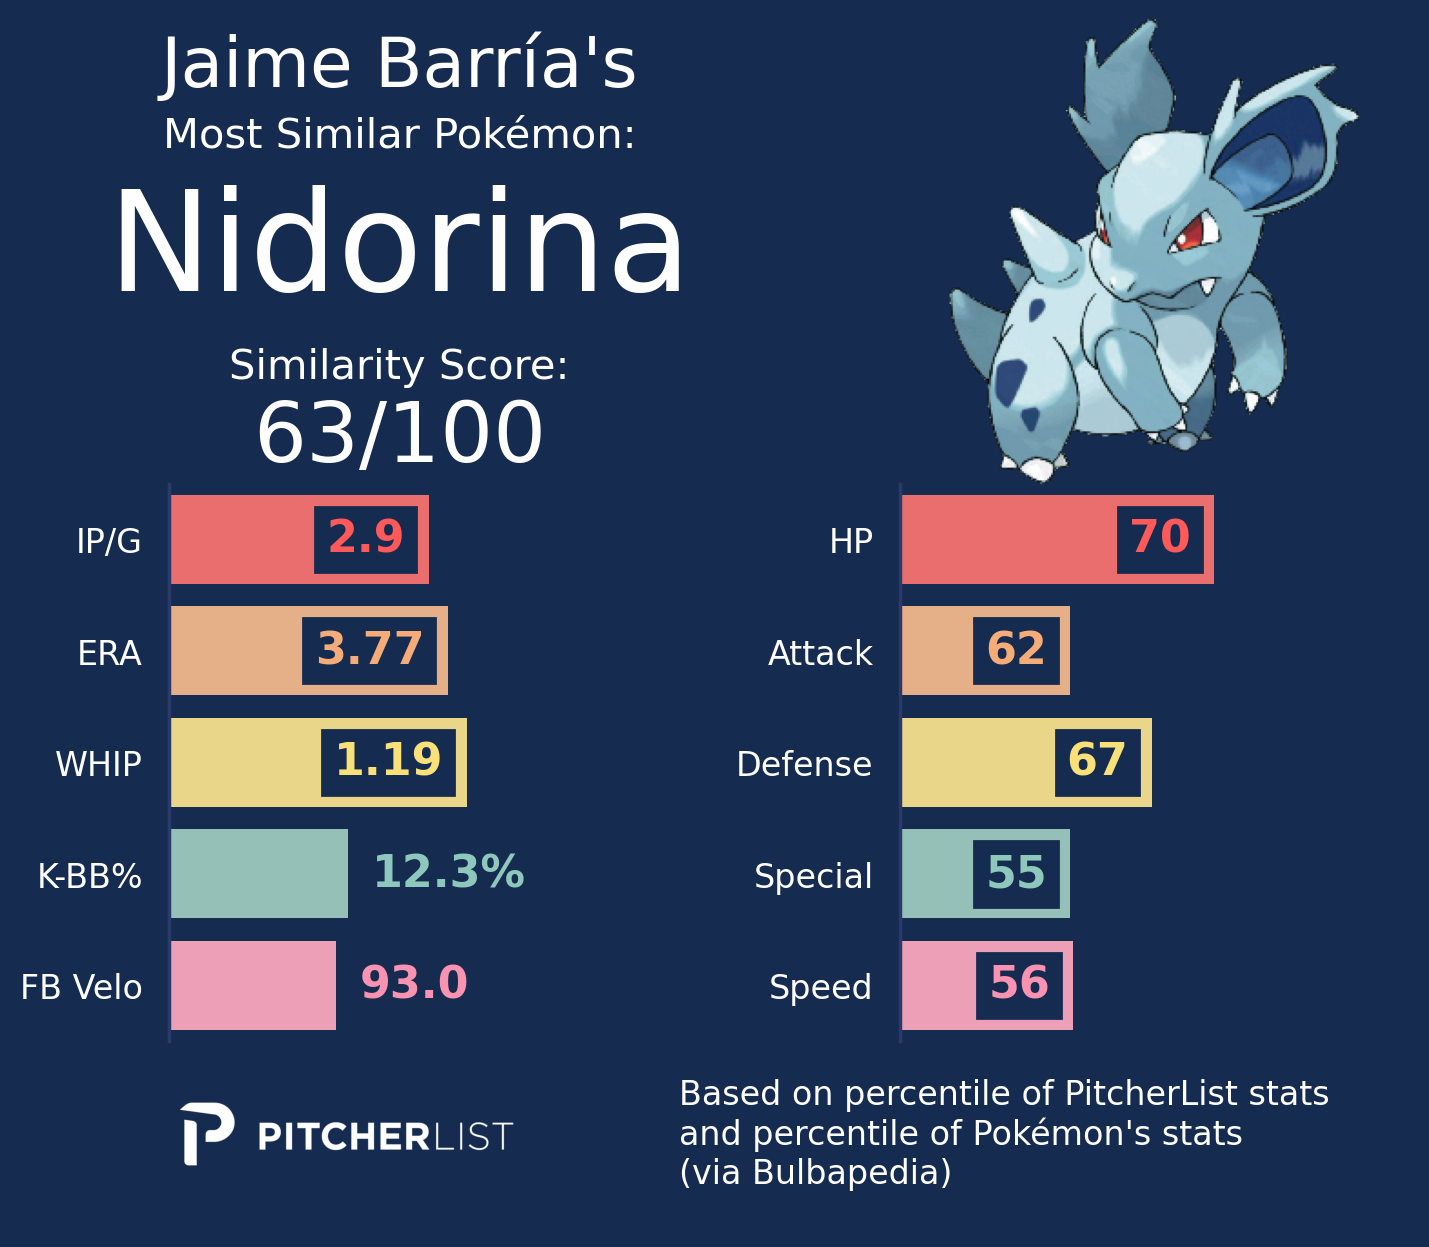 Jaime Barría's
Most Similar Pokémon:
Nidorina
Similarity Score:
63/100
IP/G 2.9
ERA 3.77
WHIP 1.19
K-BB% 12.3%
FB Velo 93.0
HP 70
Attack 62
Defense 67
Special 55
Speed 56
PITCHERLIST
Based on percentile of PitcherList stats
and percentile of Pokémon's stats
(via Bulbapedia)